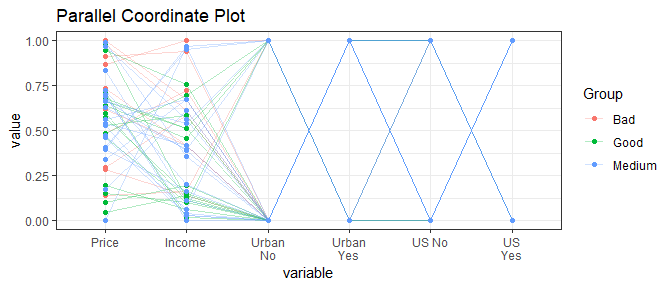 Parallel Coordinate Plot
1.00
0.75
0.50
0.25
0.00
value
Price
Income
Urban
No
Urban
Yes
US No
US
Yes
variable
Group
Bad
Good
Medium